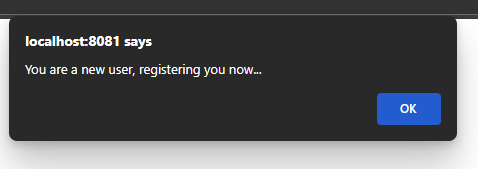 localhost:8081 says
You are a new user, registering you now...
OK